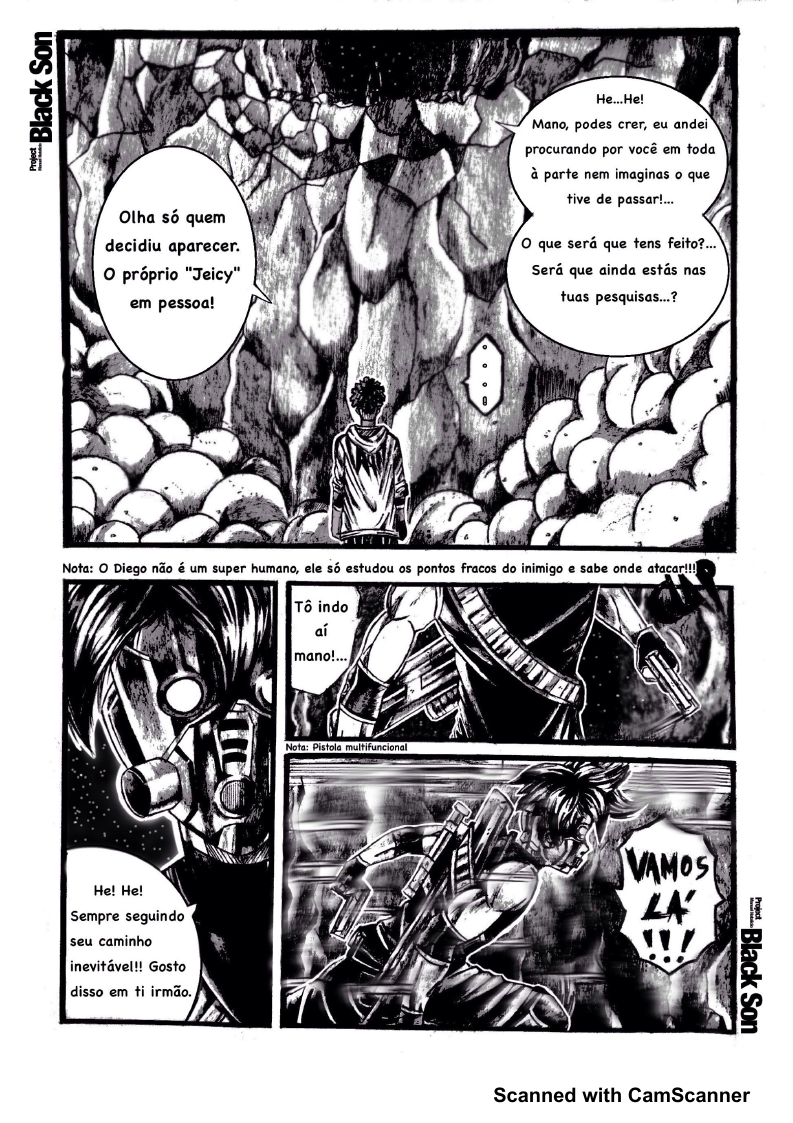 Project
Black Son
Olha só quem
decidiu aparecer.
O próprio "Jeicy"
em pessoa!
He...He!
Mano, podes crer, eu andei
procurando por você em toda
à parte nem imaginas o que
tive de passar!...
O que será que tens feito?...
Será que ainda estás nas
tuas pesquisas...?
Nota: O Diego não é um super humano, ele só estudou os pontos fracos do inimigo e sabe onde atacar!!!
He! He!
Sempre seguindo
seu caminho
inevitável!! Gosto
disso em ti irmão.
Tô indo
aí
mano!...
Nota: Pistola multifuncional
VAMOS
LÁ
!!!
Project
Black Son
Scanned with CamScanner